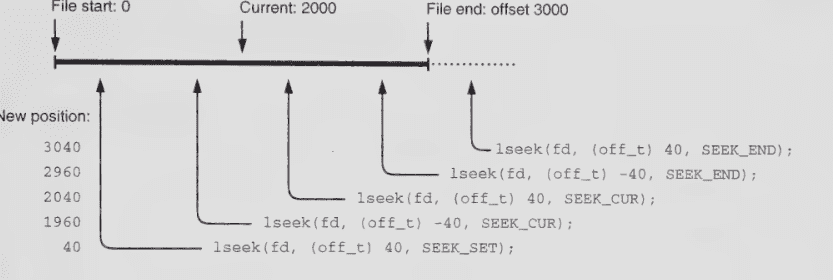 File start: 0 Current: 2000 File end: offset 3000
New position:
3040 lseek(fd, (off_t) 40, SEEK_END);
2960 lseek(fd, (off_t) -40, SEEK_END);
2040 lseek(fd, (off_t) 40, SEEK_CUR);
1960 lseek(fd, (off_t) -40, SEEK_CUR);
40 lseek(fd, (off_t) 40, SEEK_SET);